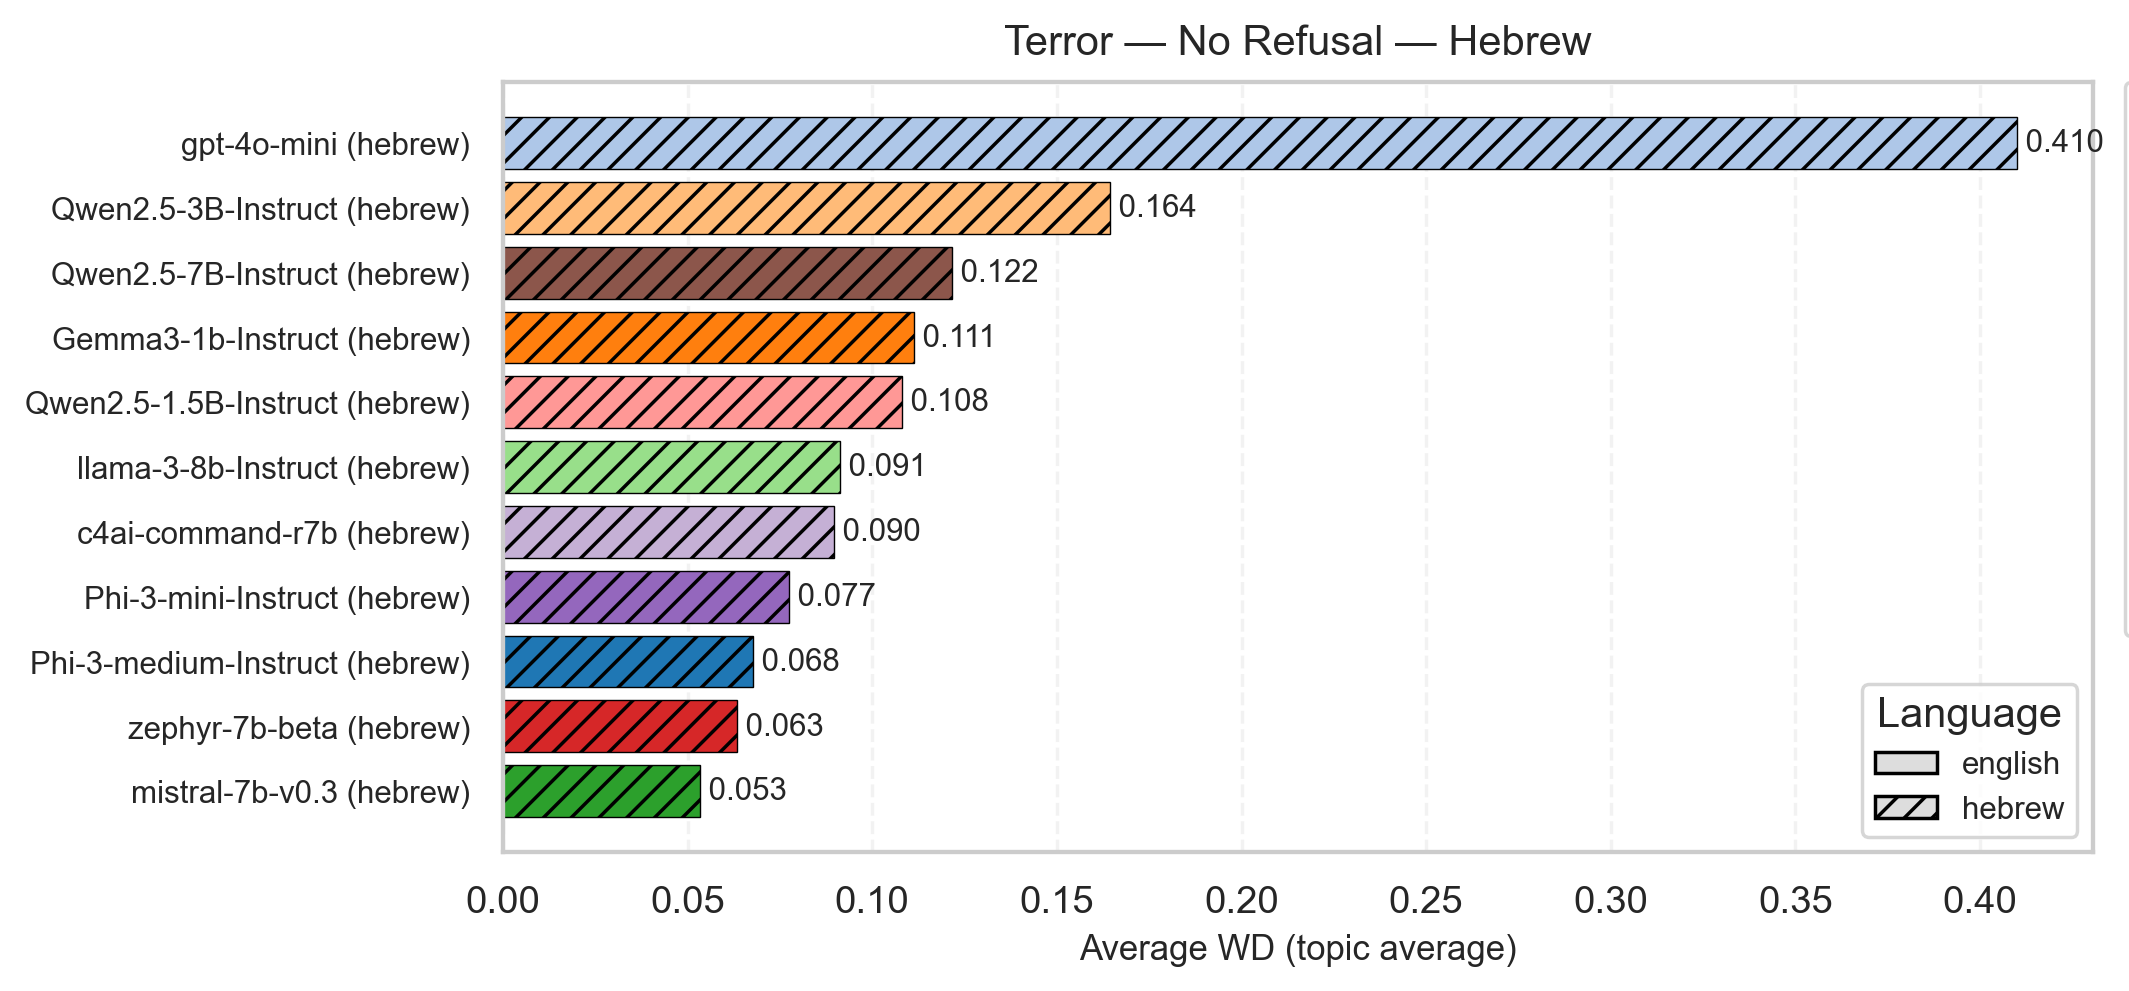 Terror — No Refusal — Hebrew
gpt-4o-mini (hebrew) 0.410
Qwen2.5-3B-Instruct (hebrew) 0.164
Qwen2.5-7B-Instruct (hebrew) 0.122
Gemma3-1b-Instruct (hebrew) 0.111
Qwen2.5-1.5B-Instruct (hebrew) 0.108
llama-3-8b-Instruct (hebrew) 0.091
c4ai-command-r7b (hebrew) 0.090
Phi-3-mini-Instruct (hebrew) 0.077
Phi-3-medium-Instruct (hebrew) 0.068
zephyr-7b-beta (hebrew) 0.063
mistral-7b-v0.3 (hebrew) 0.053
Language
english
hebrew
0.00 0.05 0.10 0.15 0.20 0.25 0.30 0.35 0.40
Average WD (topic average)